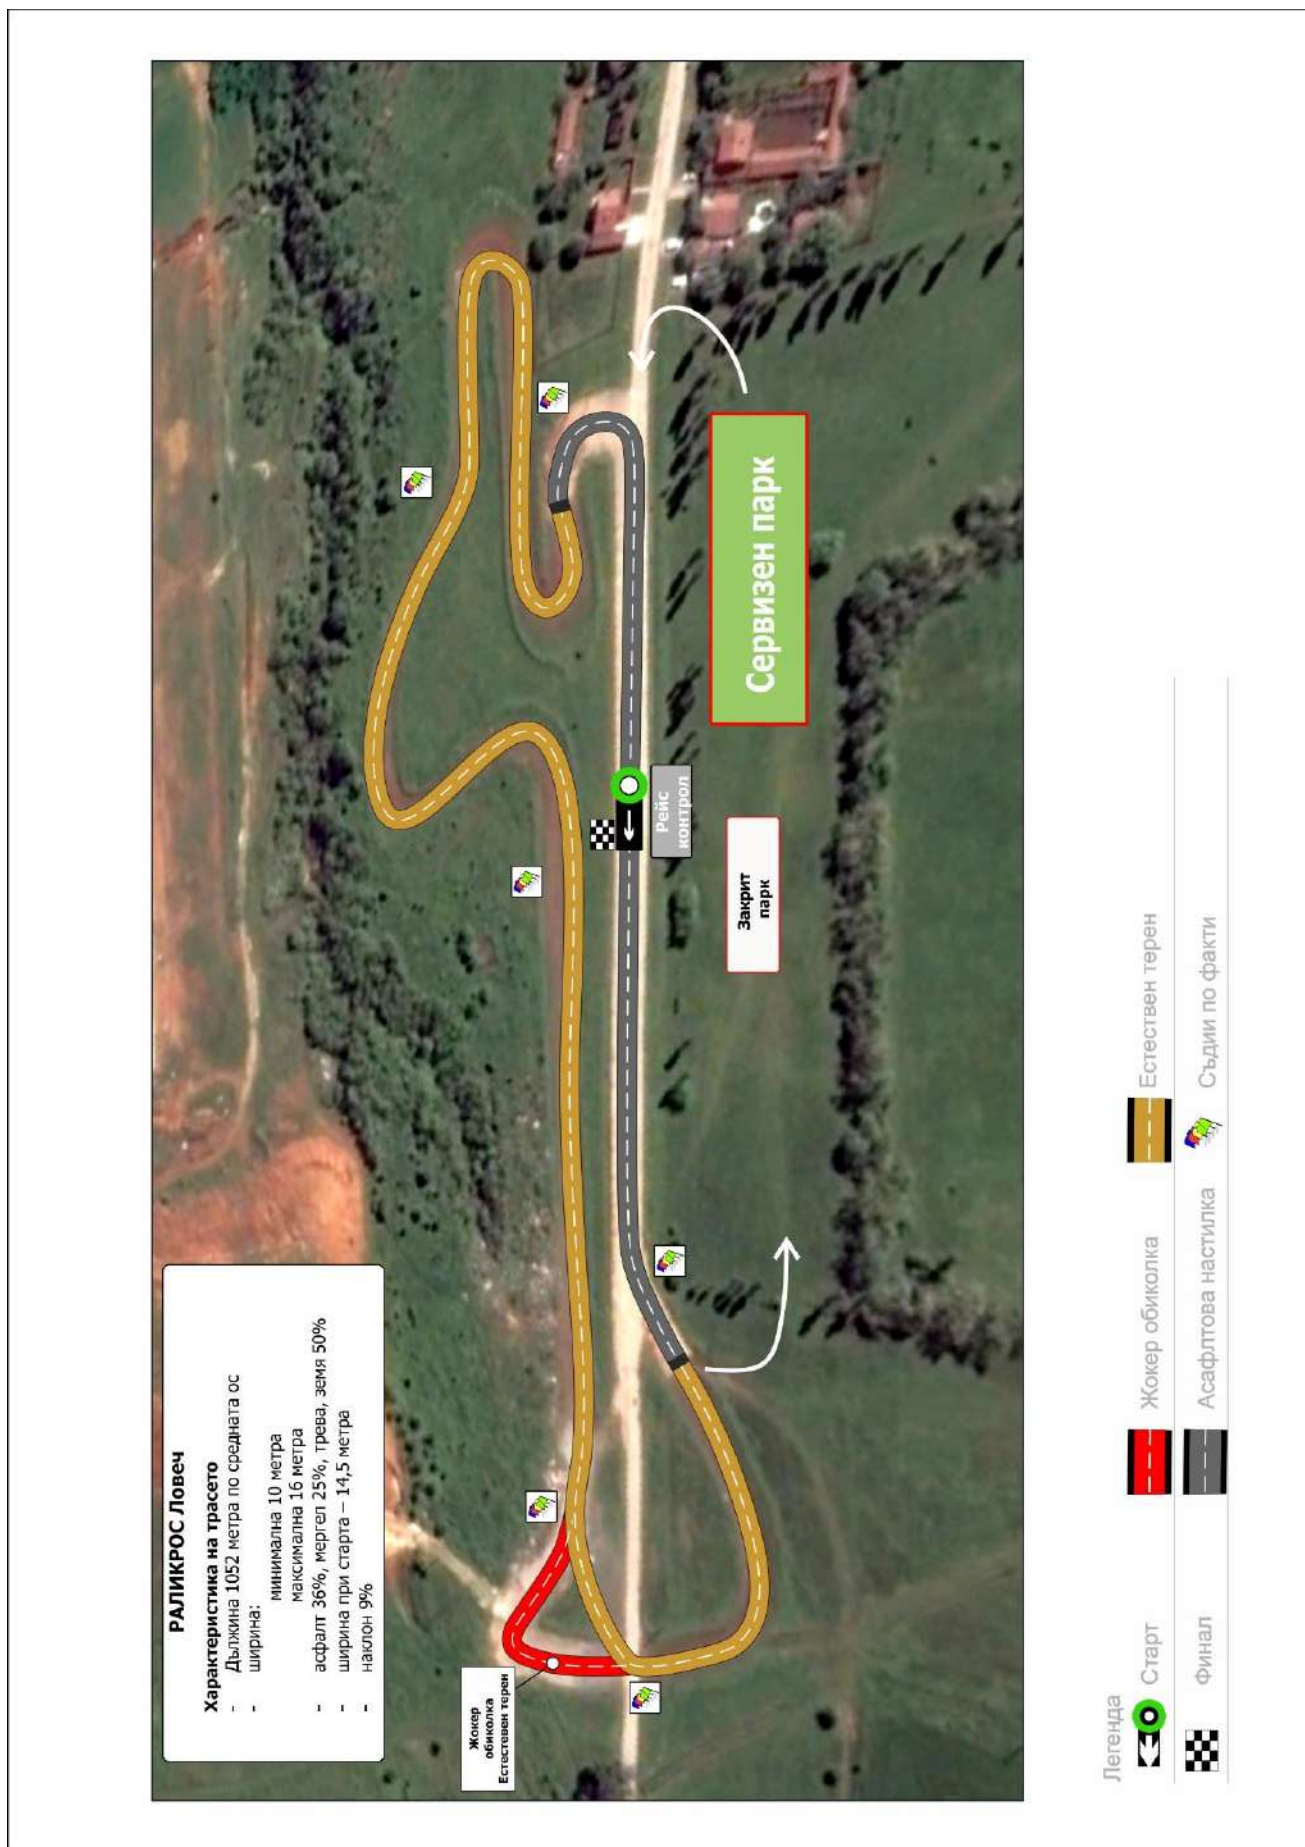 РАЛИКРОС Ловеч
Характеристика на трасето
- Дължина 1052 метра по средната ос
- ширина:
минимална 10 метра
максимална 16 метра
- асфалт 36%, мергел 25%, трева, земя 50%
- ширина при старта – 14,5 метра
- наклон 9%
Жокер
обиколка
Естествен терен
Рейс
контрол
Закрит
парк
Сервизен парк
Легенда
Старт
Жокер обиколка
Естествен терен
Финал
Асафлтова настилка
Съдии по факти